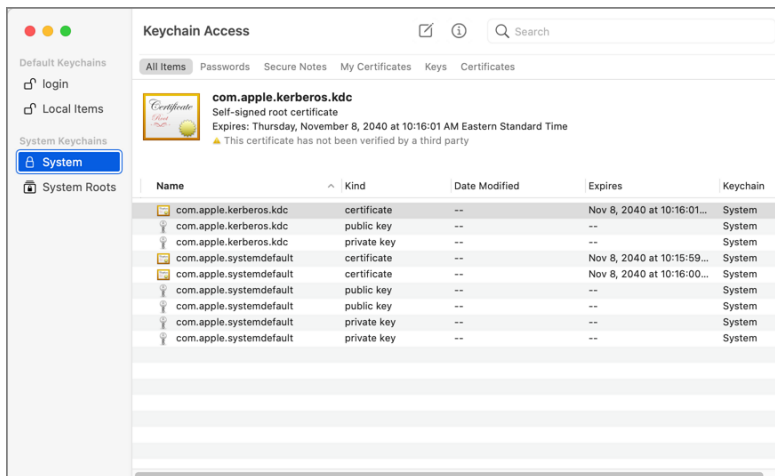 Keychain Access
Search
Default Keychains
login
Local Items
System Keychains
System
System Roots
All Items Passwords Secure Notes My Certificates Keys Certificates
Certificate
Root
com.apple.kerberos.kdc
Self-signed root certificate
Expires: Thursday, November 8, 2040 at 10:16:01 AM Eastern Standard Time
This certificate has not been verified by a third party
Name Kind Date Modified Expires Keychain
com.apple.kerberos.kdc certificate -- Nov 8, 2040 at 10:16:01... System
com.apple.kerberos.kdc public key -- -- System
com.apple.kerberos.kdc private key -- -- System
com.apple.systemdefault certificate -- Nov 8, 2040 at 10:15:59... System
com.apple.systemdefault certificate -- Nov 8, 2040 at 10:16:00... System
com.apple.systemdefault public key -- -- System
com.apple.systemdefault public key -- -- System
com.apple.systemdefault private key -- -- System
com.apple.systemdefault private key -- -- System